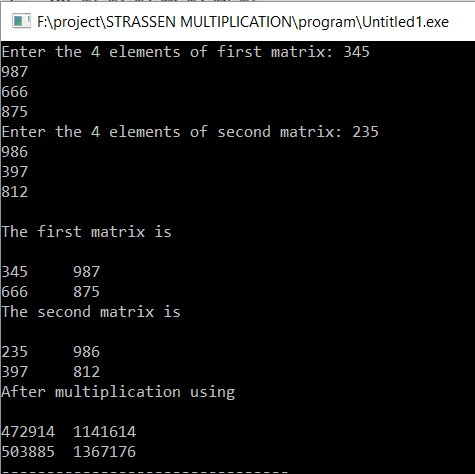 F:\project\STRASSEN MULTIPLICATION\program\Untitled1.exe
Enter the 4 elements of first matrix: 345
987
666
875
Enter the 4 elements of second matrix: 235
986
397
812
The first matrix is
345 987
666 875
The second matrix is
235 986
397 812
After multiplication using
472914 1141614
503885 1367176
--------------------------------